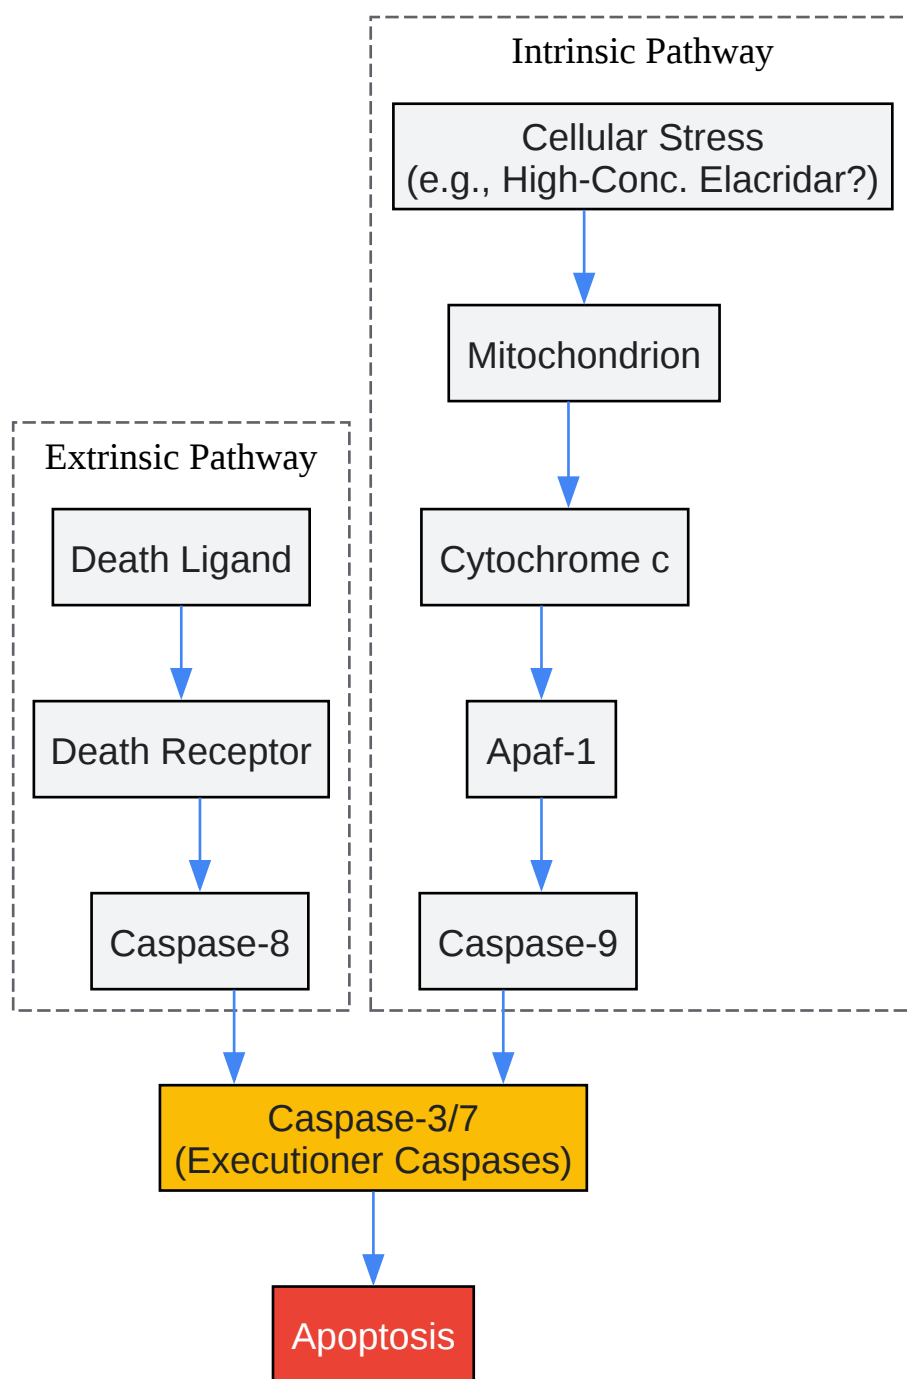 Intrinsic Pathway
Cellular Stress
(e.g., High-Conc. Elacridar?)
Mitochondrion
Cytochrome c
Apaf-1
Caspase-9
Extrinsic Pathway
Death Ligand
Death Receptor
Caspase-8
Caspase-3/7
(Executioner Caspases)
Apoptosis